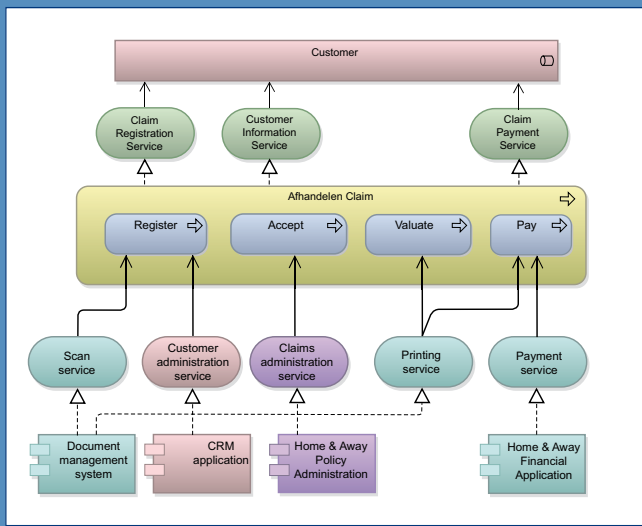 Customer
Claim
Registration
Service
Customer
Information
Service
Claim
Payment
Service
Afhandelen Claim
Register
Accept
Valuate
Pay
Scan
service
Customer
administration
service
Claims
administration
service
Printing
service
Payment
service
Document
management
system
CRM
application
Home & Away
Policy
Administration
Home & Away
Financial
Application